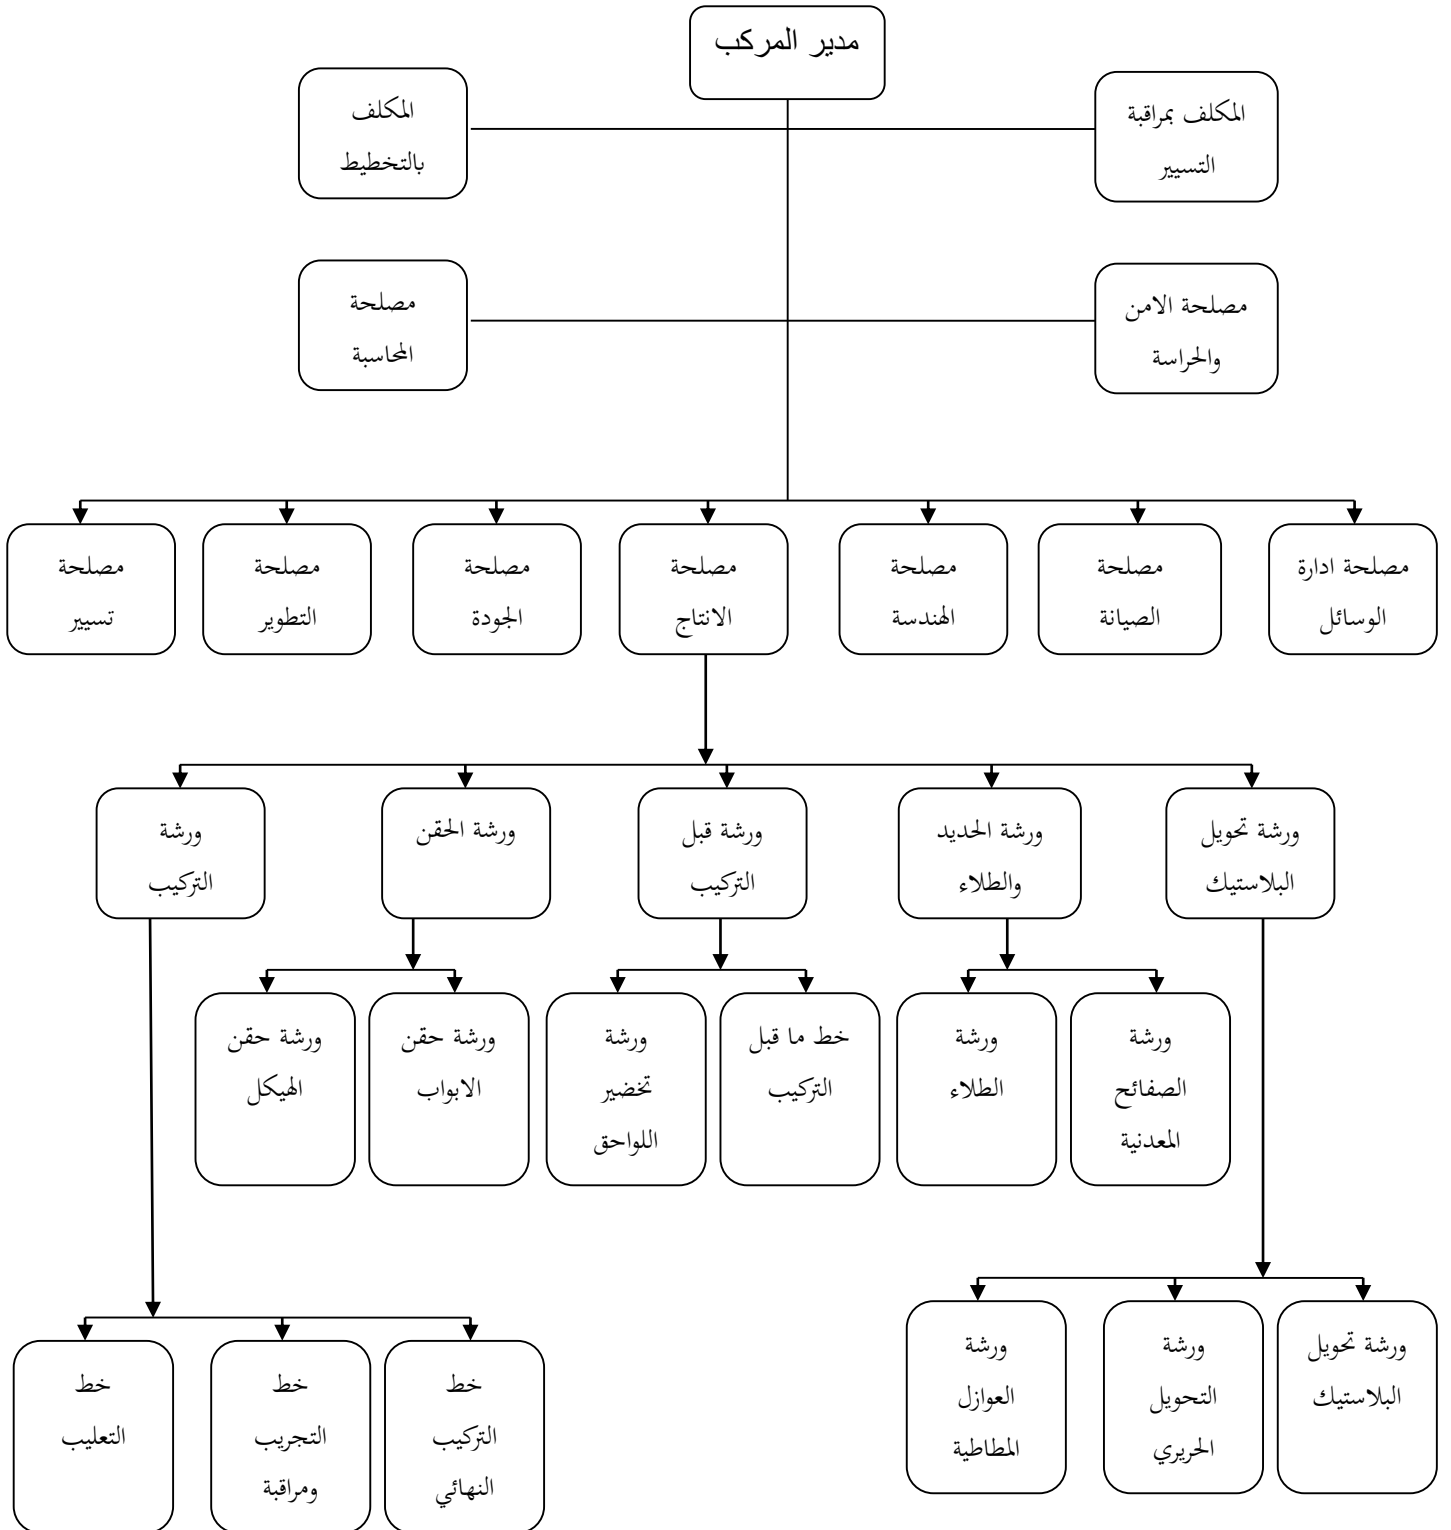 مدير المركب
المكلف بمراقبة
التسيير
المكلف
بالتخطيط
مصلحة الامن
والحراسة
مصلحة
المحاسبة
مصلحة ادارة
الوسائل
مصلحة
الصيانة
مصلحة
الهندسة
مصلحة
الانتاج
مصلحة
الجودة
مصلحة
التطوير
مصلحة
تسيير
ورشة تحويل
البلاستيك
ورشة الحديد
والطلاء
ورشة قبل
التركيب
ورشة الحقن
ورشة
التركيب
ورشة
الصفائح
المعدنية
ورشة
الطلاء
خط ما قبل
التركيب
ورشة
تخضير
اللواحق
ورشة حقن
الابواب
ورشة حقن
الهيكل
ورشة تحويل
البلاستيك
ورشة
التحويل
الحريري
ورشة
العوازل
المطاطية
خط
التركيب
النهائي
خط
التجريب
ومراقبة
خط
التعليب